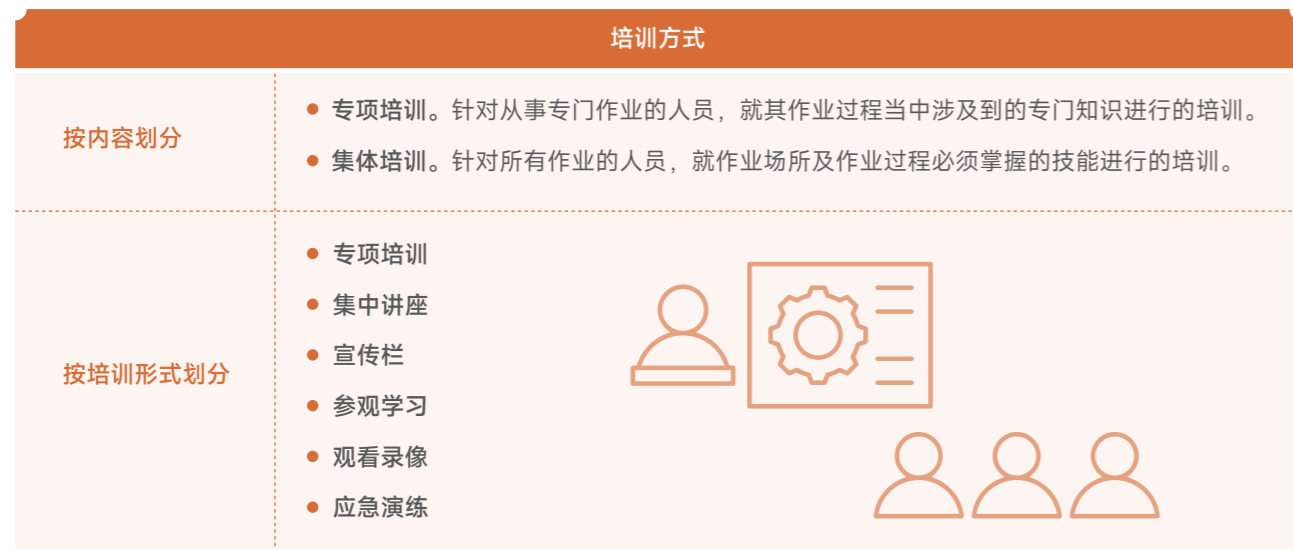 培训方式
按内容划分
专项培训。针对从事专门作业的人员，就其作业过程当中涉及到的专门知识进行的培训。
集体培训。针对所有作业的人员，就作业场所及作业过程必须掌握的技能进行的培训。
按培训形式划分
专项培训
集中讲座
宣传栏
参观学习
观看录像
应急演练